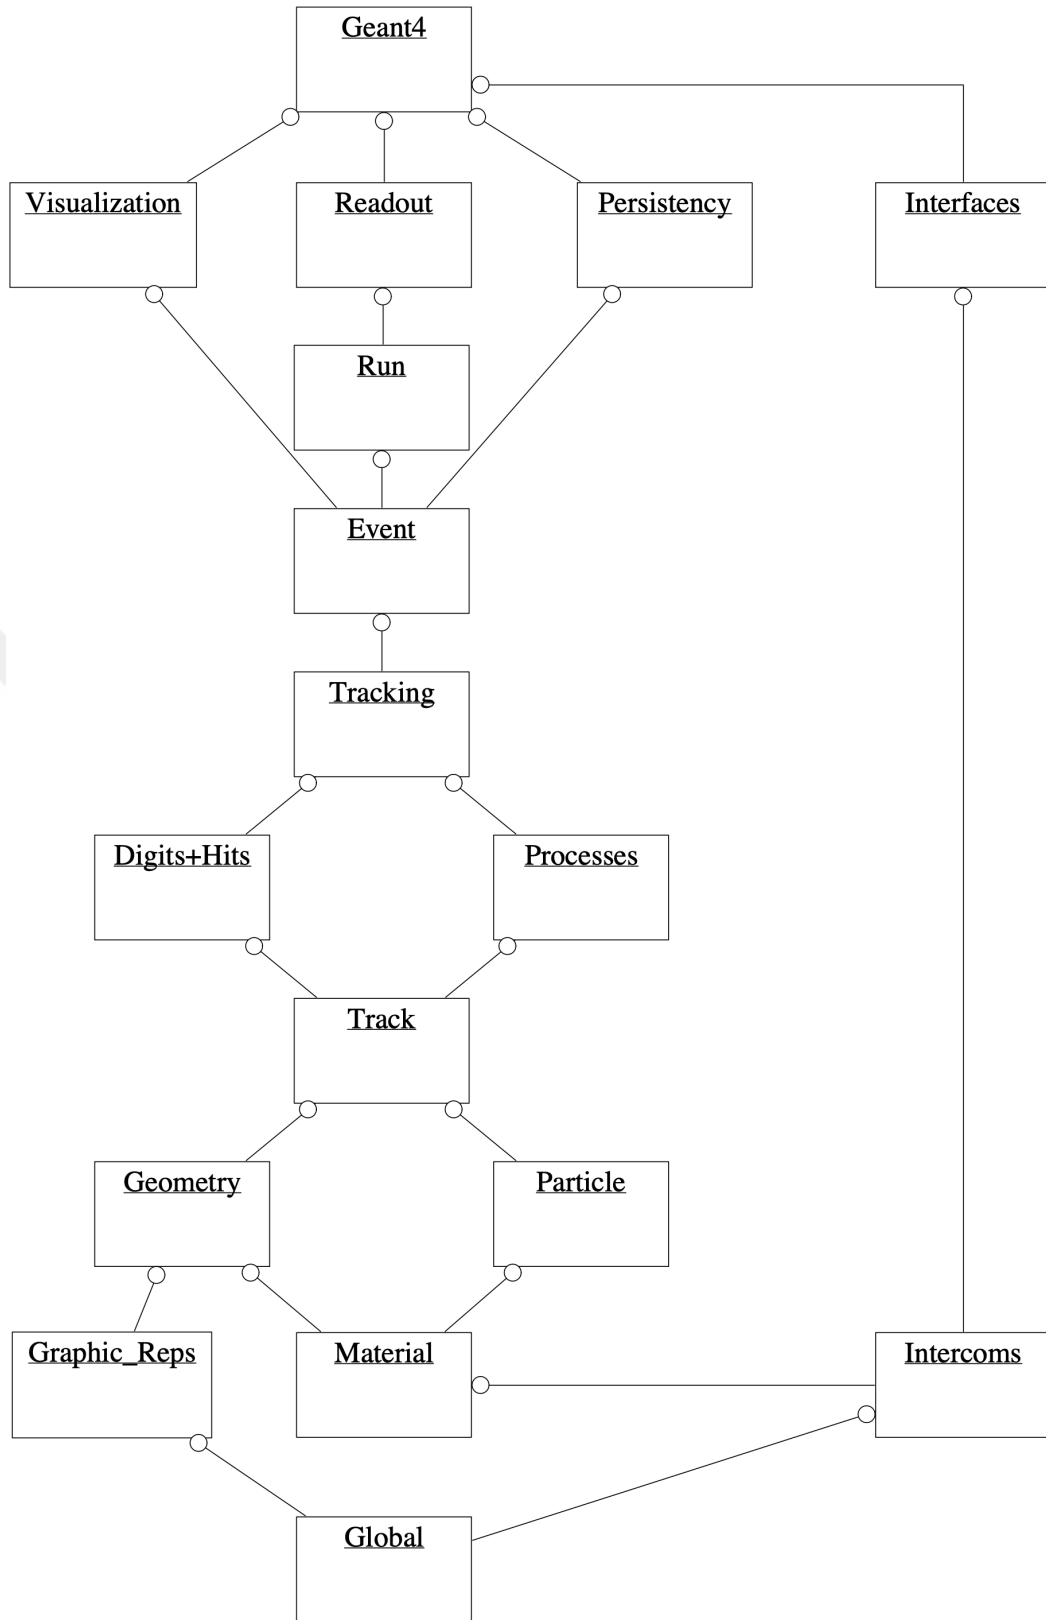 Geant4
Visualization
Readout
Persistency
Interfaces
Run
Event
Tracking
Digits+Hits
Processes
Track
Geometry
Particle
Graphic_Reps
Material
Intercoms
Global